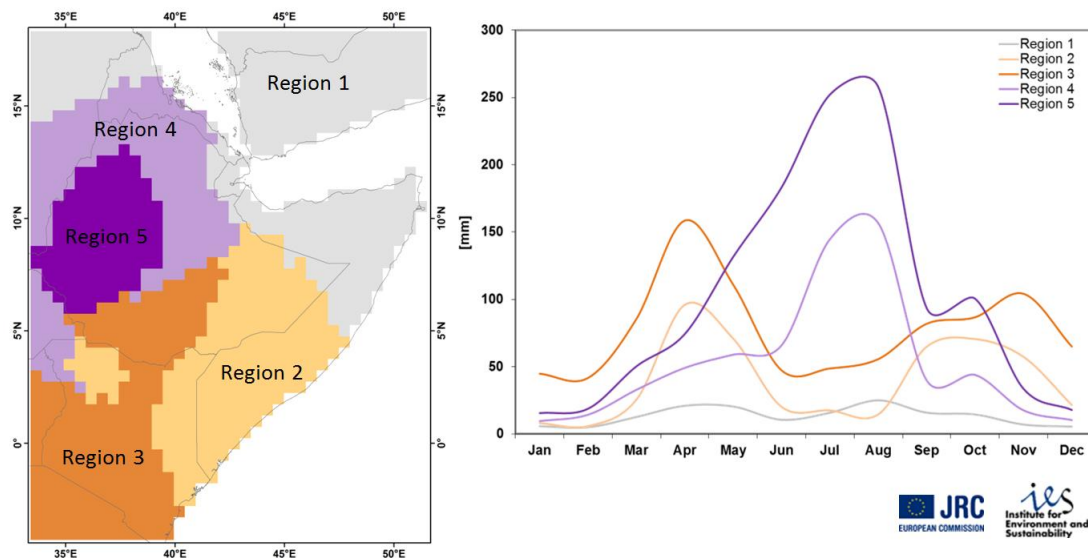 35°E 40°E 45°E 50°E
Region 1
15°N 15°N
Region 4
10°N 10°N
Region 5
5°N 5°N
Region 2
0° 0°
Region 3
35°E 40°E 45°E 50°E
300
250
200
150
100
50
0
[mm]
Region 1
Region 2
Region 3
Region 4
Region 5
Jan Feb Mar Apr May Jun Jul Aug Sep Oct Nov Dec
JRC
EUROPEAN COMMISSION
ies
Institute for
Environment and
Sustainability